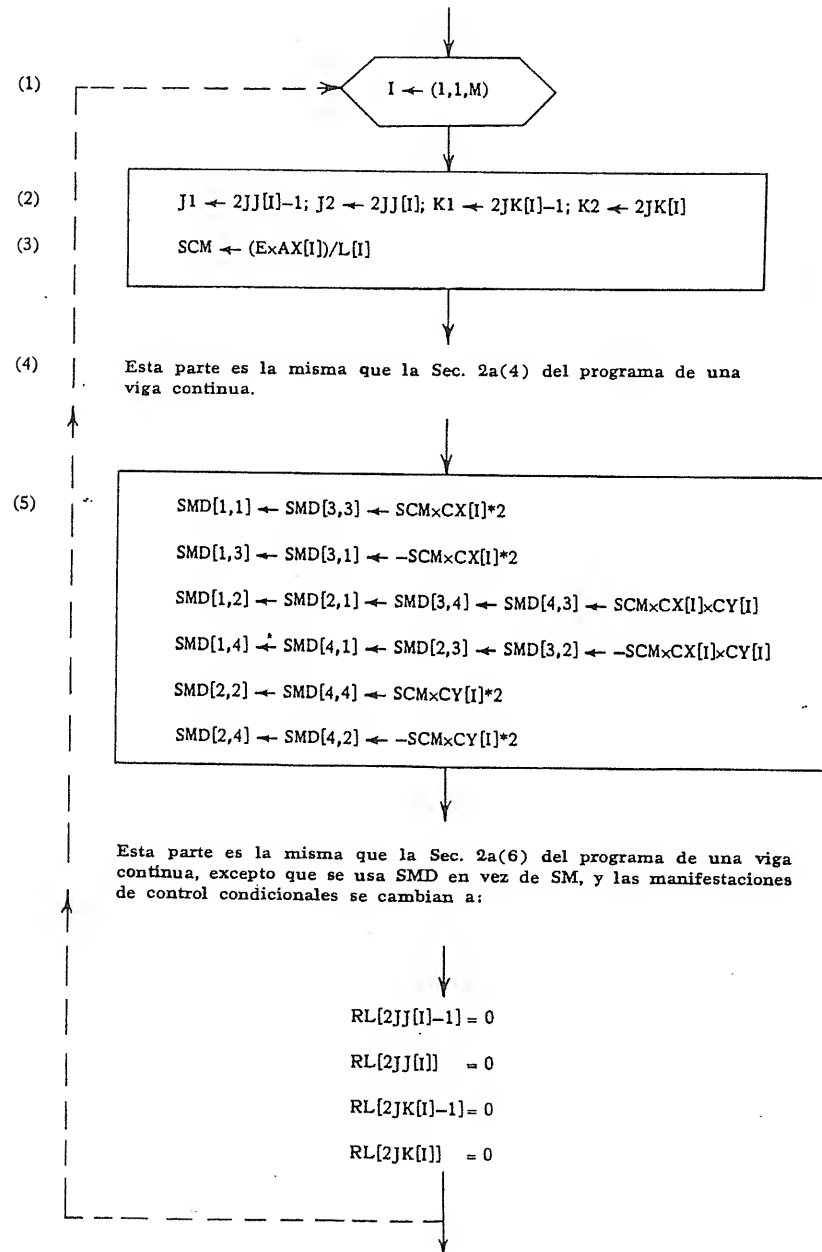 (1) I ← (1,1,M)
(2) J1 ← 2JJ[I]−1; J2 ← 2JJ[I]; K1 ← 2JK[I]−1; K2 ← 2JK[I]
(3) SCM ← (E×AX[I])/L[I]
(4) Esta parte es la misma que la Sec. 2a(4) del programa de una
viga continua.
(5) SMD[1,1] ← SMD[3,3] ← SCM×CX[I]*2
SMD[1,3] ← SMD[3,1] ← −SCM×CX[I]*2
SMD[1,2] ← SMD[2,1] ← SMD[3,4] ← SMD[4,3] ← SCM×CX[I]×CY[I]
SMD[1,4] ← SMD[4,1] ← SMD[2,3] ← SMD[3,2] ← −SCM×CX[I]×CY[I]
SMD[2,2] ← SMD[4,4] ← SCM×CY[I]*2
SMD[2,4] ← SMD[4,2] ← −SCM×CY[I]*2
Esta parte es la misma que la Sec. 2a(6) del programa de una viga
continua, excepto que se usa SMD en vez de SM, y las manifestaciones
de control condicionales se cambian a:
RL[2JJ[I]−1] = 0
RL[2JJ[I]] = 0
RL[2JK[I]−1] = 0
RL[2JK[I]] = 0